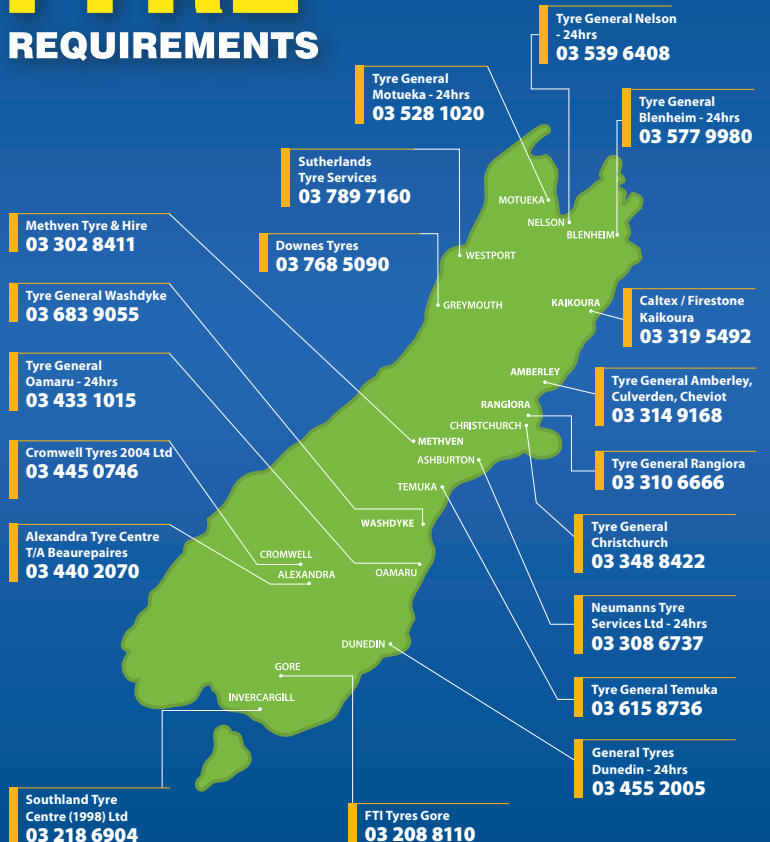 REQUIREMENTS
Tyre General Nelson
- 24hrs
03 539 6408
Tyre General
Motueka - 24hrs
03 528 1020
Tyre General
Blenheim - 24hrs
03 577 9980
Sutherlands
Tyre Services
03 789 7160
Methven Tyre & Hire
03 302 8411
Downes Tyres
03 768 5090
Tyre General Washdyke
03 683 9055
Caltex / Firestone
Kaikoura
03 319 5492
Tyre General
Oamaru - 24hrs
03 433 1015
Tyre General Amberley,
Culverden, Cheviot
03 314 9168
Cromwell Tyres 2004 Ltd
03 445 0746
Tyre General Rangiora
03 310 6666
Alexandra Tyre Centre
T/A Beaurepaires
03 440 2070
Tyre General
Christchurch
03 348 8422
Neumanns Tyre
Services Ltd - 24hrs
03 308 6737
Tyre General Temuka
03 615 8736
General Tyres
Dunedin - 24hrs
03 455 2005
Southland Tyre
Centre (1998) Ltd
03 218 6904
FTI Tyres Gore
03 208 8110
MOTUEKA
NELSON
BLENHEIM
WESTPORT
GREYMOUTH
KAIKOURA
AMBERLEY
RANGIORA
CHRISTCHURCH
METHVEN
ASHBURTON
TEMUKA
WASHDYKE
CROMWELL
ALEXANDRA
OAMARU
DUNEDIN
GORE
INVERCARGILL